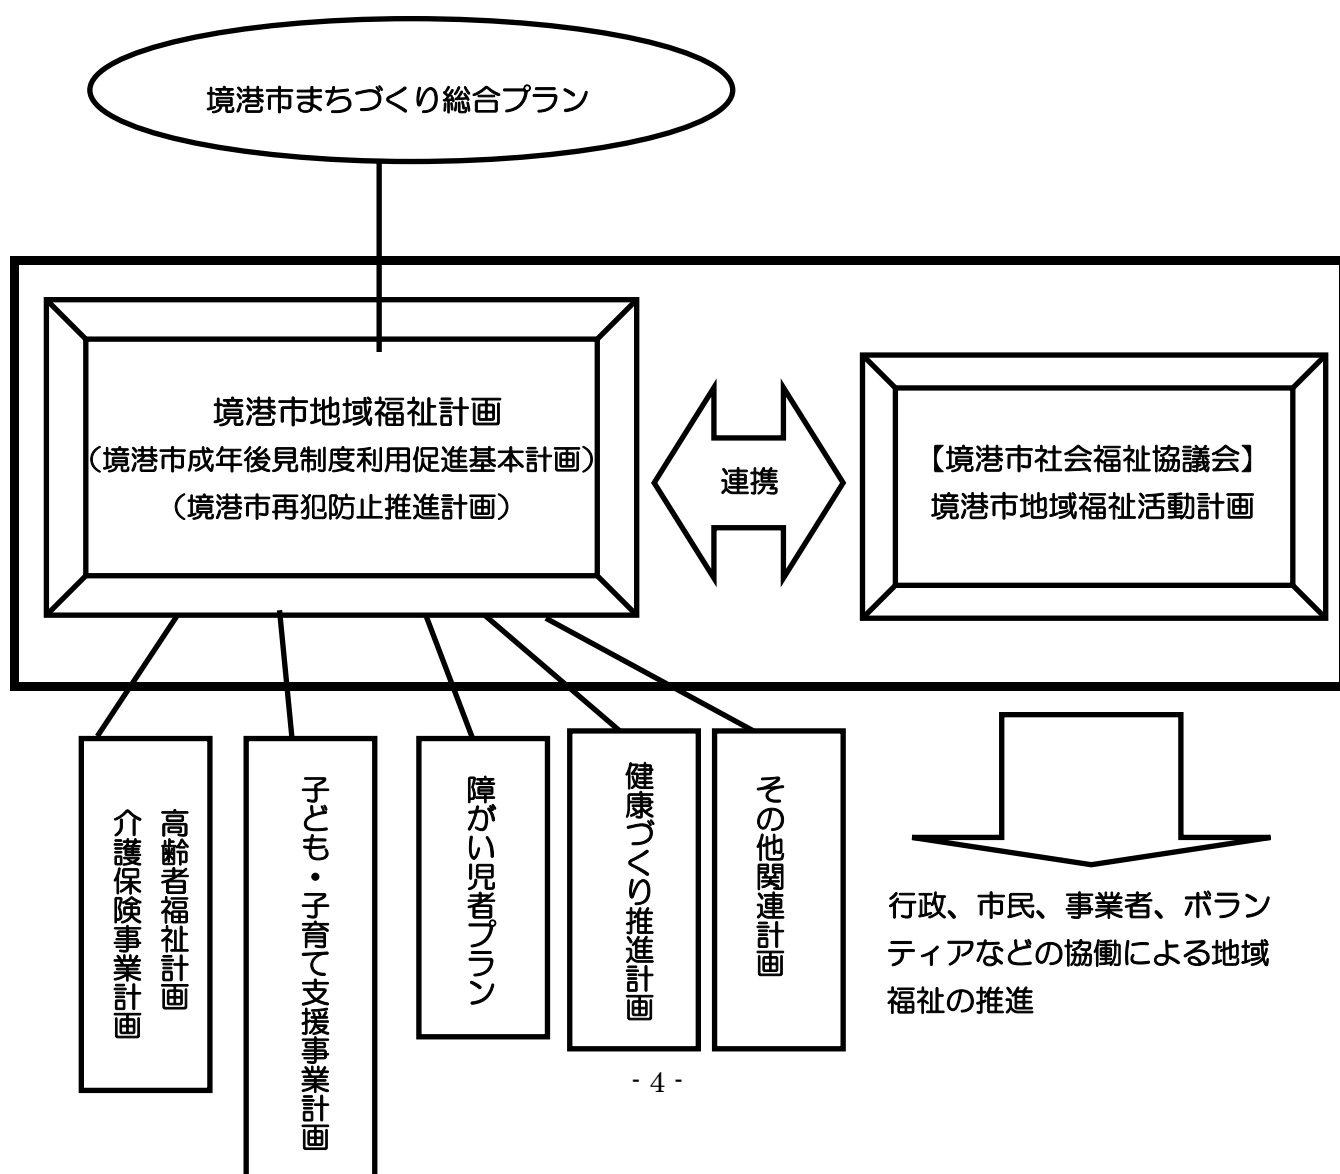 境港市まちづくり総合プラン
境港市地域福祉計画
（境港市成年後見制度利用促進基本計画）
（境港市再犯防止推進計画）
連携
【境港市社会福祉協議会】
境港市地域福祉活動計画
高齢者福祉計画
介護保険事業計画
子ども・子育て支援事業計画
障がい児者プラン
健康づくり推進計画
その他関連計画
行政、市民、事業者、ボラン
ティアなどの協働による地域
福祉の推進
- 4 -